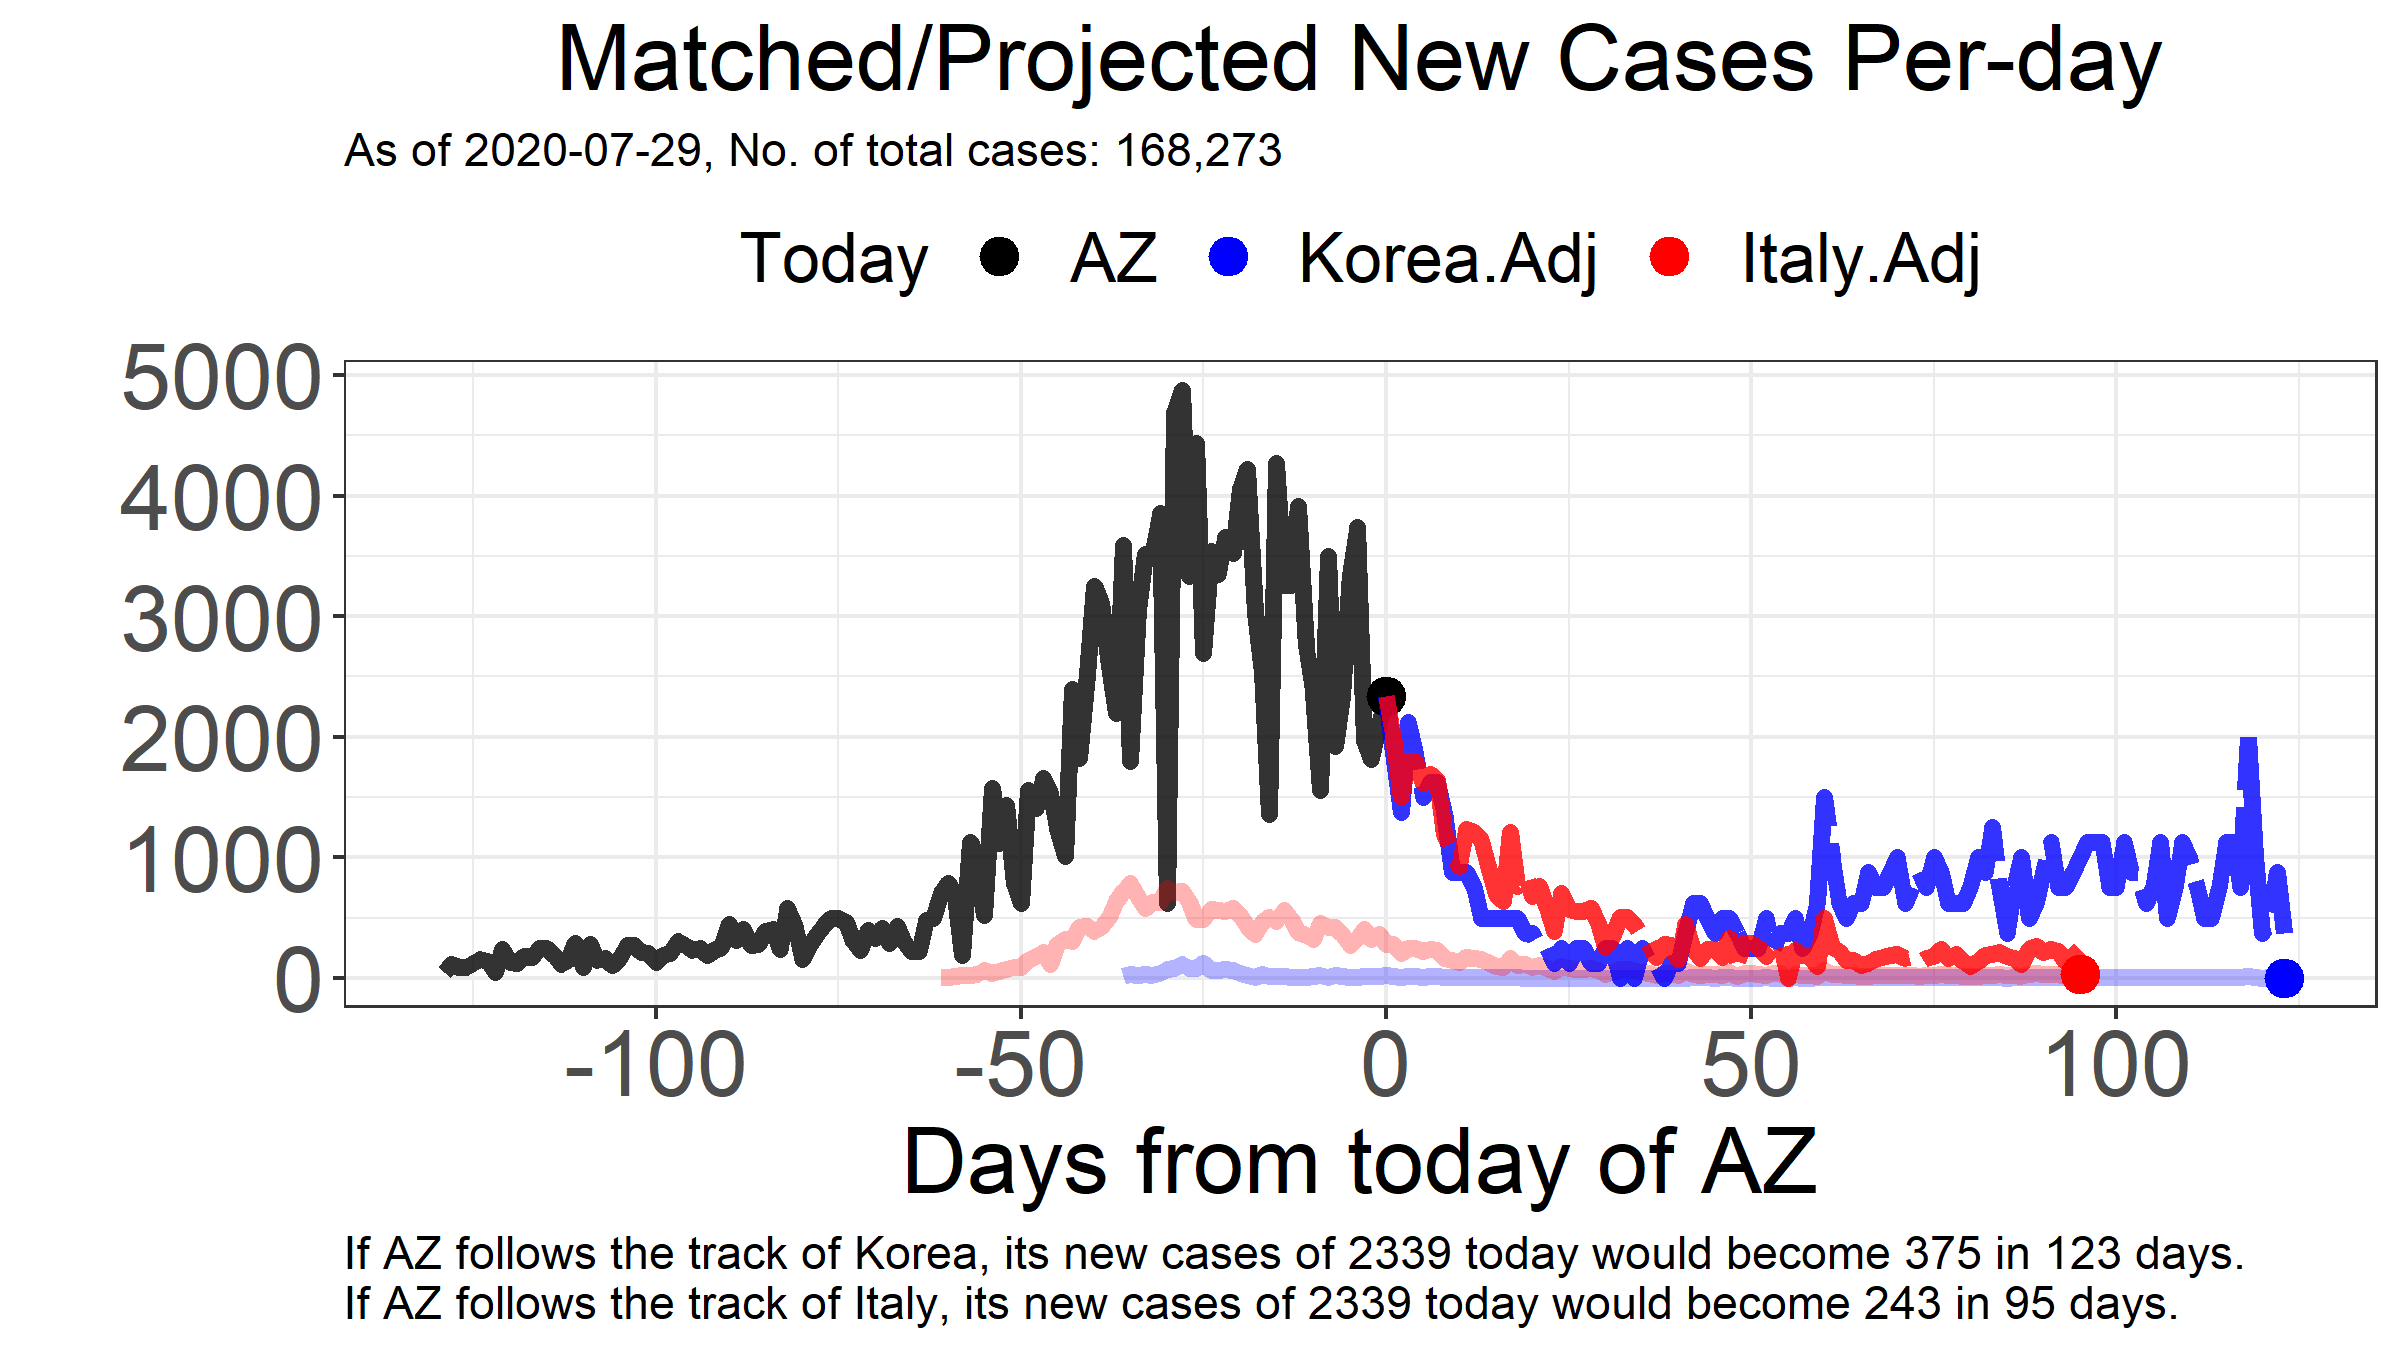 Matched/Projected New Cases Per-day
As of 2020-07-29, No. of total cases: 168,273
Today AZ Korea.Adj Italy.Adj
5000
4000
3000
2000
1000
0
-100 -50 0 50 100
Days from today of AZ
If AZ follows the track of Korea, its new cases of 2339 today would become 375 in 123 days.
If AZ follows the track of Italy, its new cases of 2339 today would become 243 in 95 days.